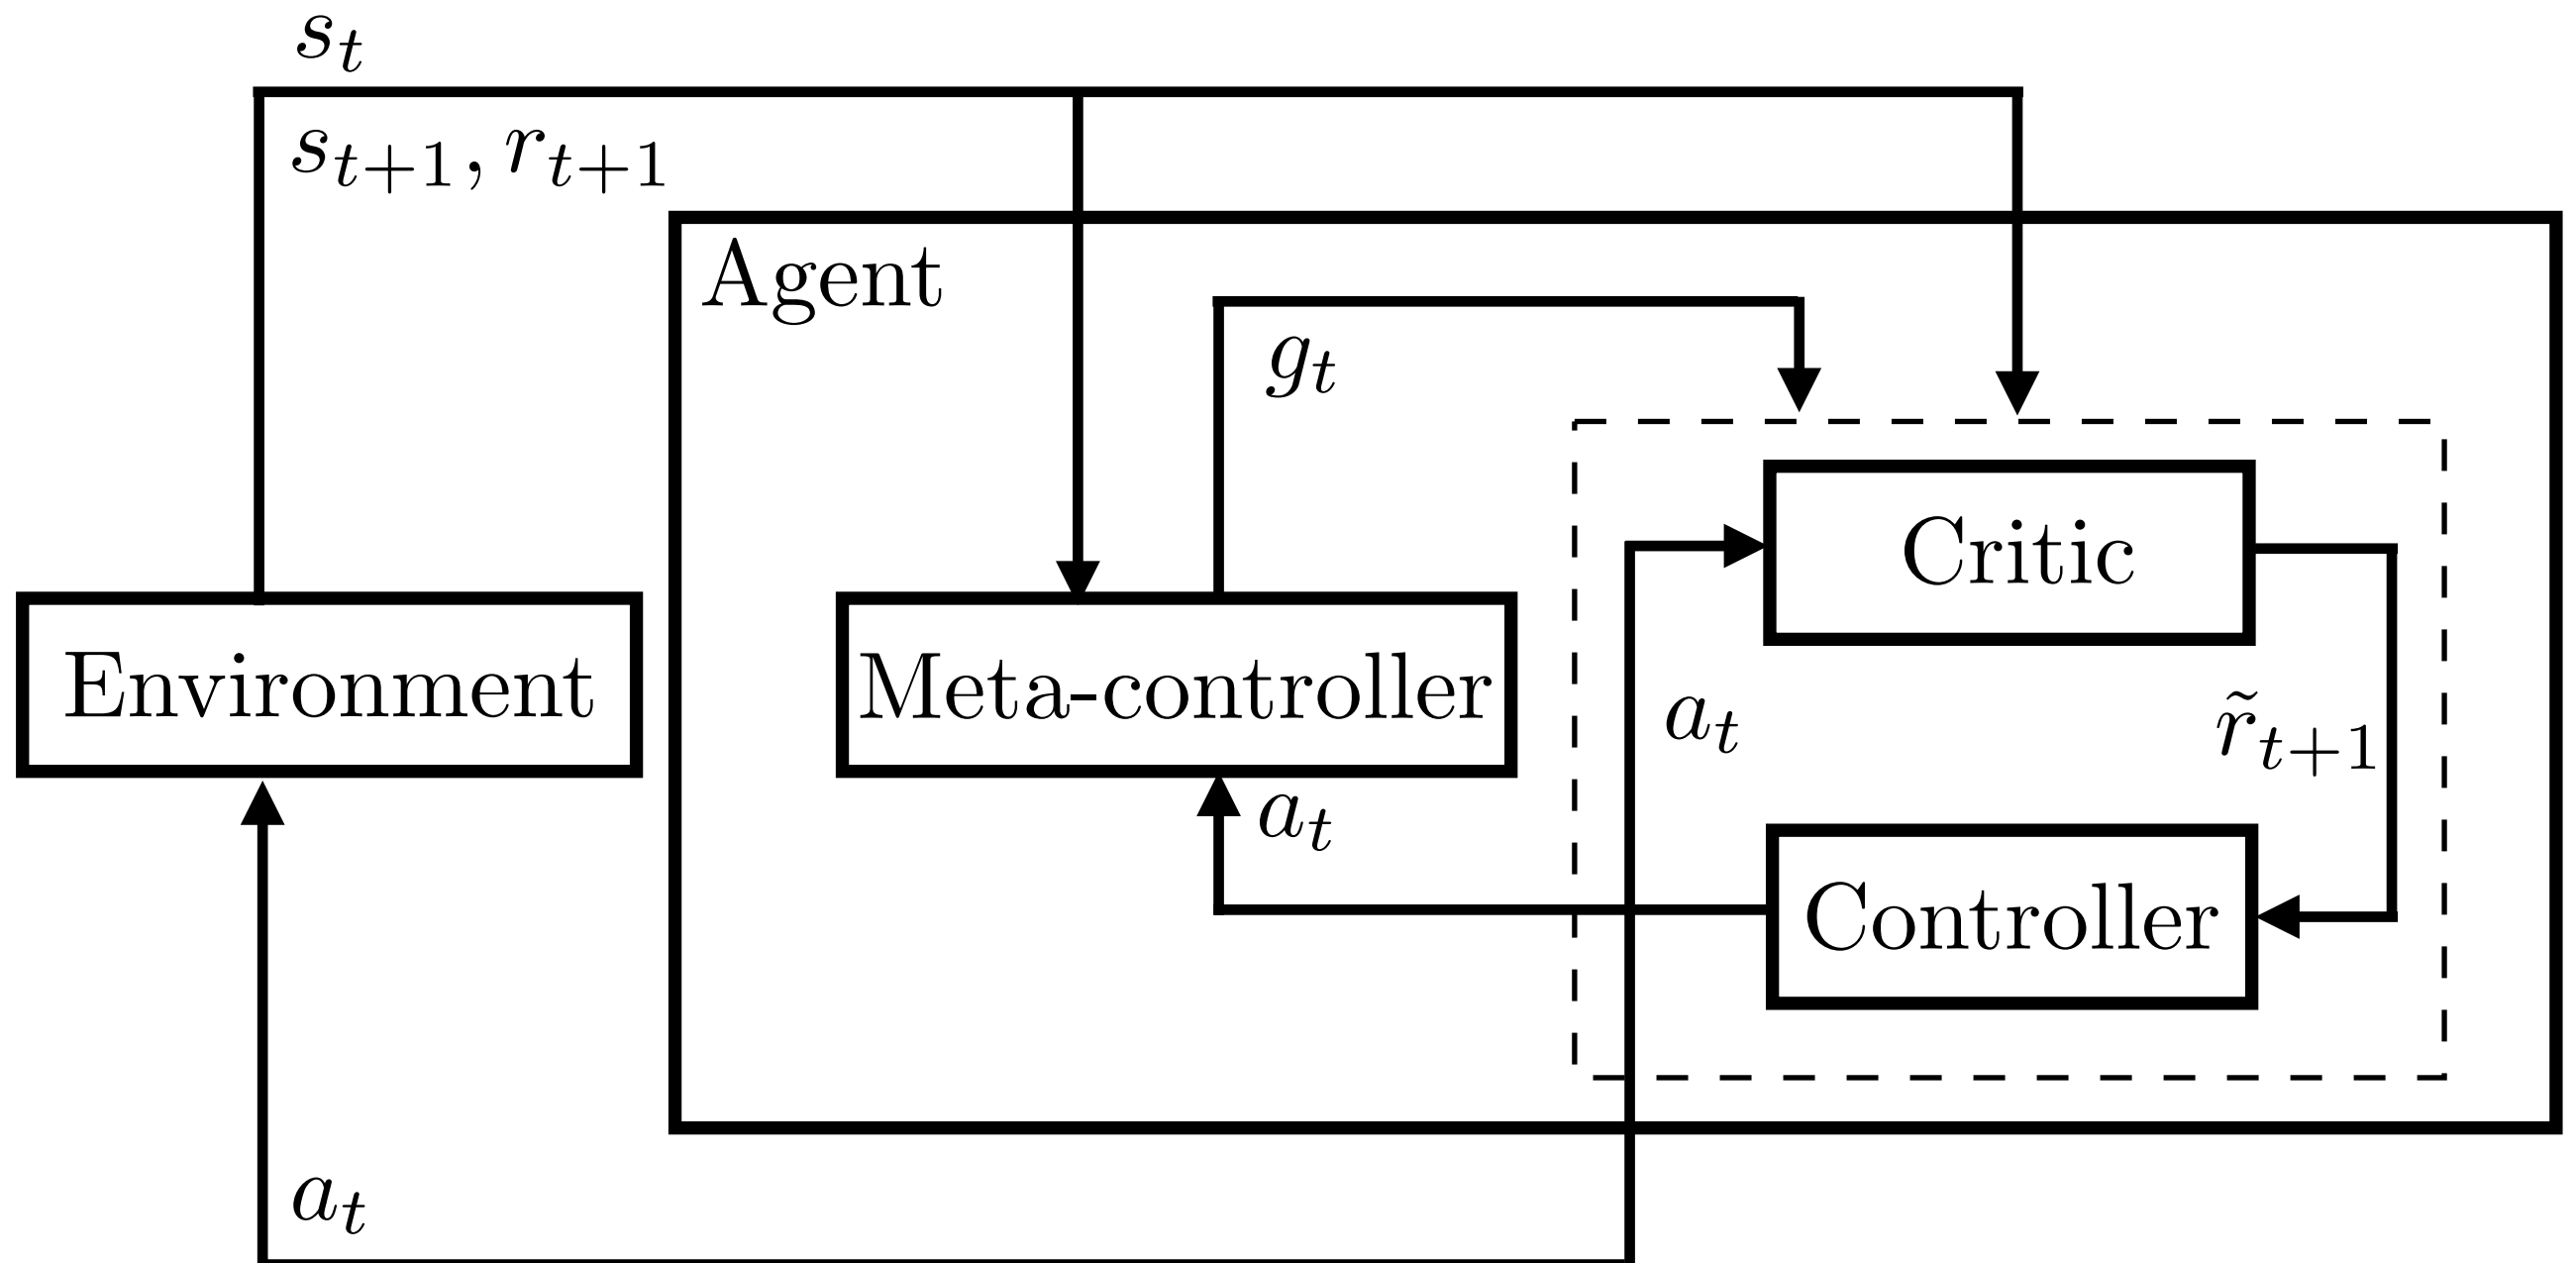 s_t
s_{t+1}, r_{t+1}
Agent
g_t
Critic
Environment
Meta-controller
a_t
r̃_{t+1}
a_t
Controller
a_t